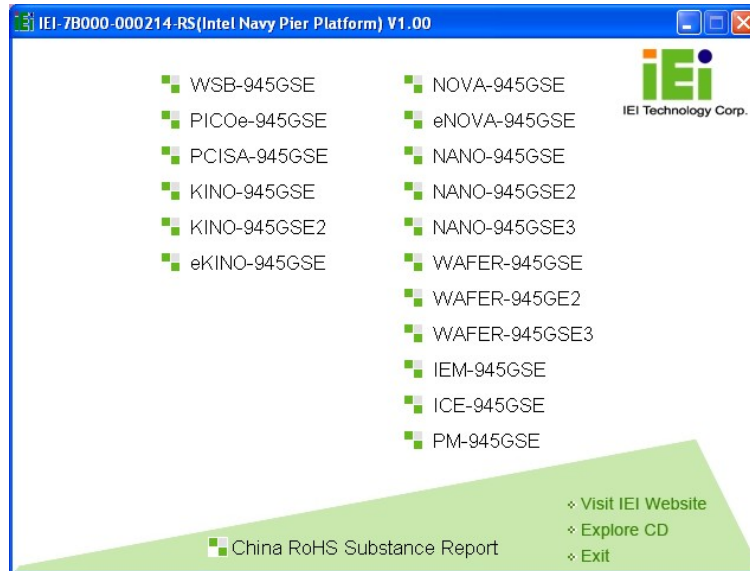 IEI-7B000-000214-RS(Intel Navy Pier Platform) V1.00
iEi
IEI Technology Corp.
WSB-945GSE
PICOe-945GSE
PCISA-945GSE
KINO-945GSE
KINO-945GSE2
eKINO-945GSE
NOVA-945GSE
eNOVA-945GSE
NANO-945GSE
NANO-945GSE2
NANO-945GSE3
WAFER-945GSE
WAFER-945GE2
WAFER-945GSE3
IEM-945GSE
ICE-945GSE
PM-945GSE
Visit IEI Website
Explore CD
Exit
China RoHS Substance Report